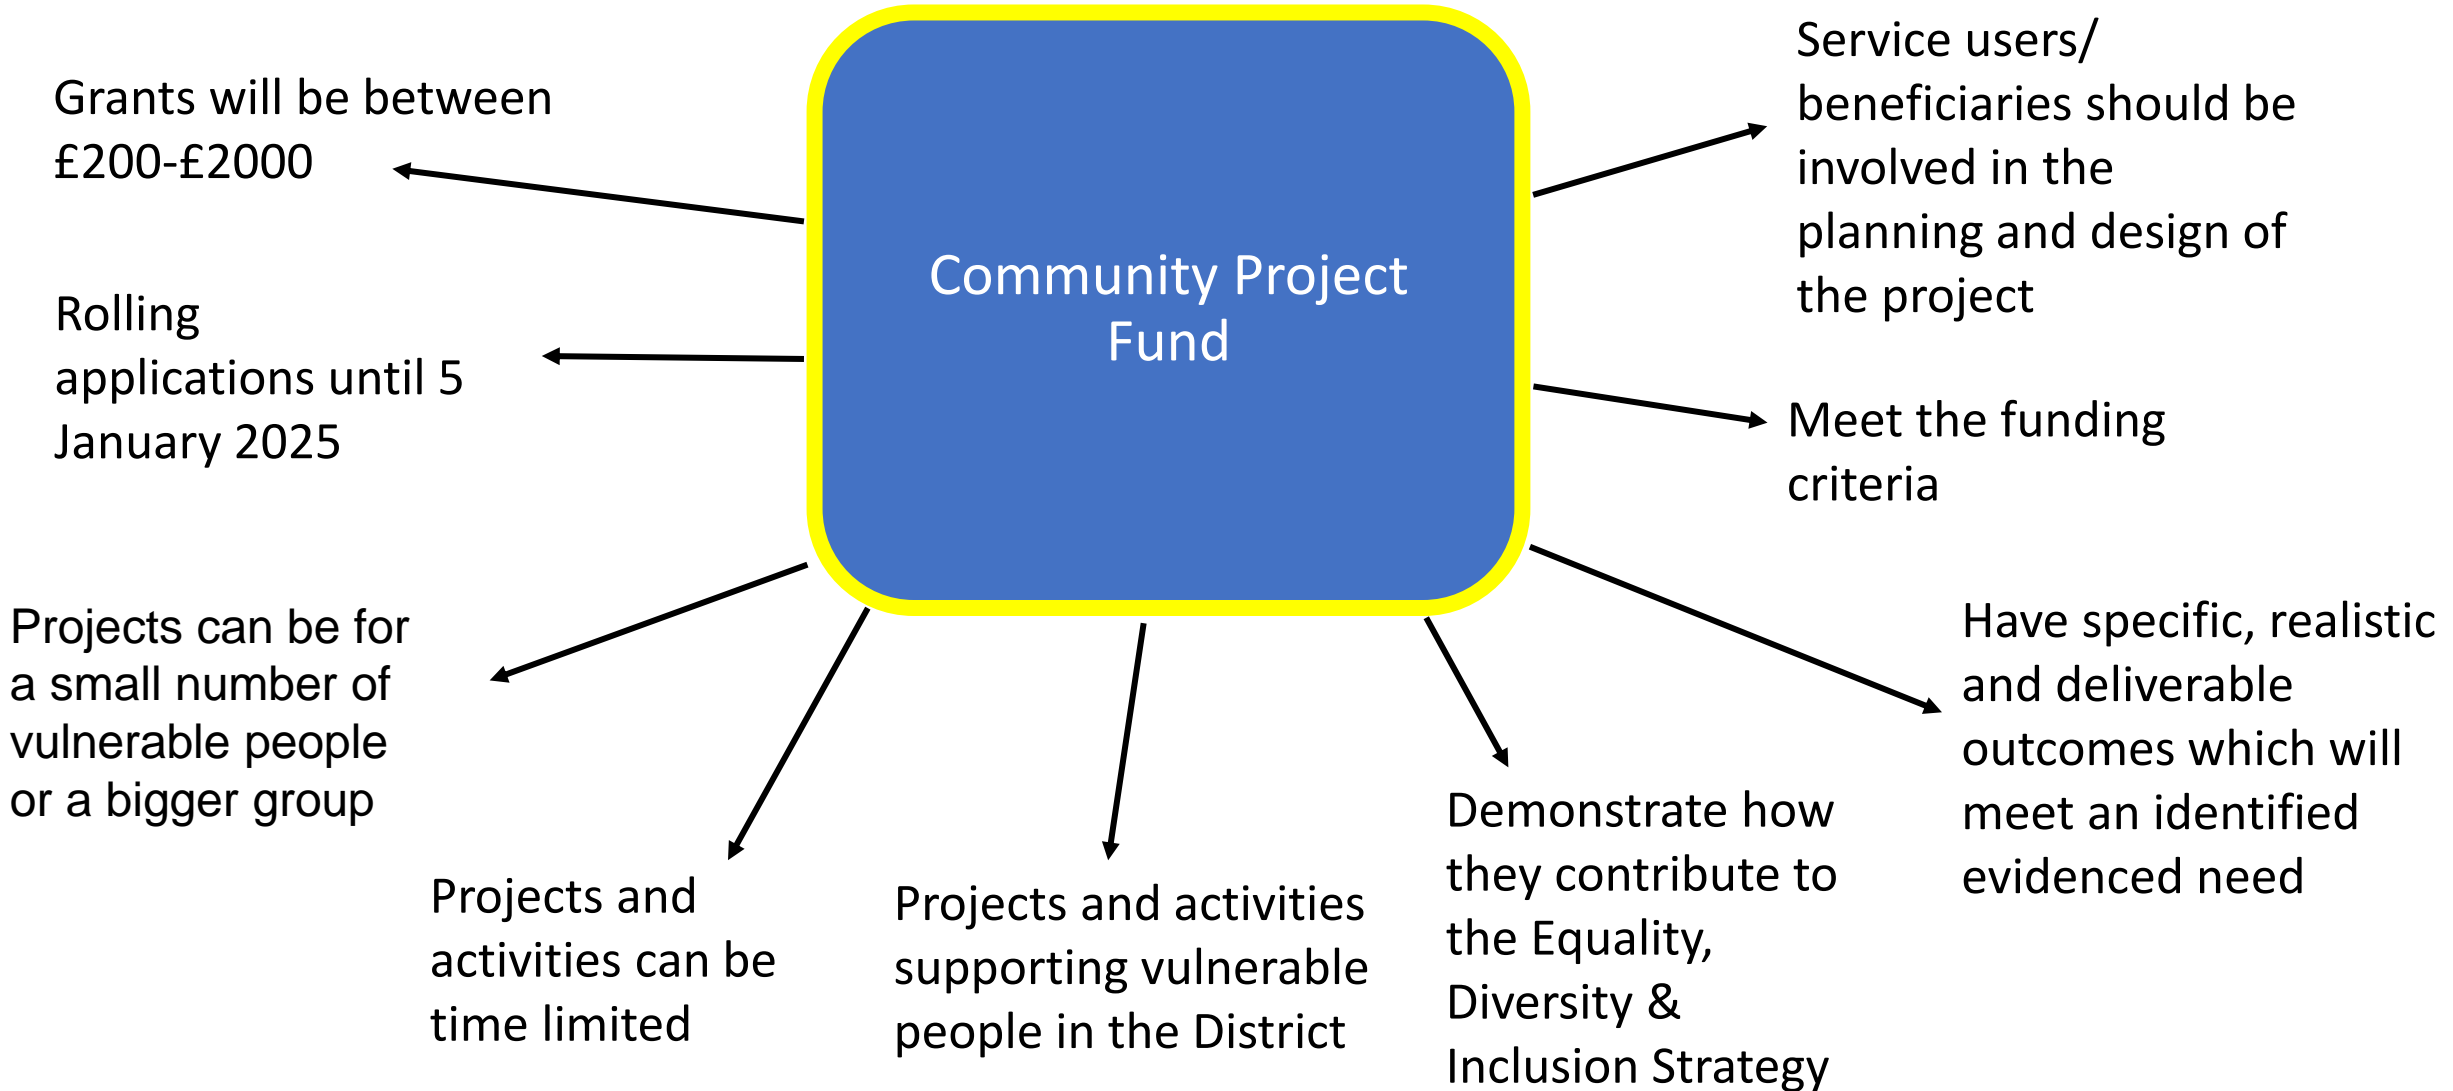 Grants will be between
£200-£2000
Rolling
applications until 5
January 2025
Projects can be for
a small number of
vulnerable people
or a bigger group
Projects and
activities can be
time limited
Community Project
Fund
Projects and activities
supporting vulnerable
people in the District
Demonstrate how
they contribute to
the Equality,
Diversity &
Inclusion Strategy
Service users/
beneficiaries should be
involved in the
planning and design of
the project
Meet the funding
criteria
Have specific, realistic
and deliverable
outcomes which will
meet an identified
evidenced need